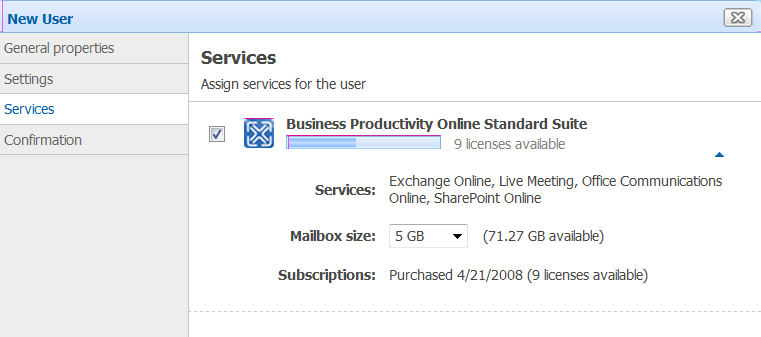 New User
General properties
Settings
Services
Confirmation
Services
Assign services for the user
Business Productivity Online Standard Suite
9 licenses available
Services: Exchange Online, Live Meeting, Office Communications
Online, SharePoint Online
Mailbox size: 5 GB (71.27 GB available)
Subscriptions: Purchased 4/21/2008 (9 licenses available)